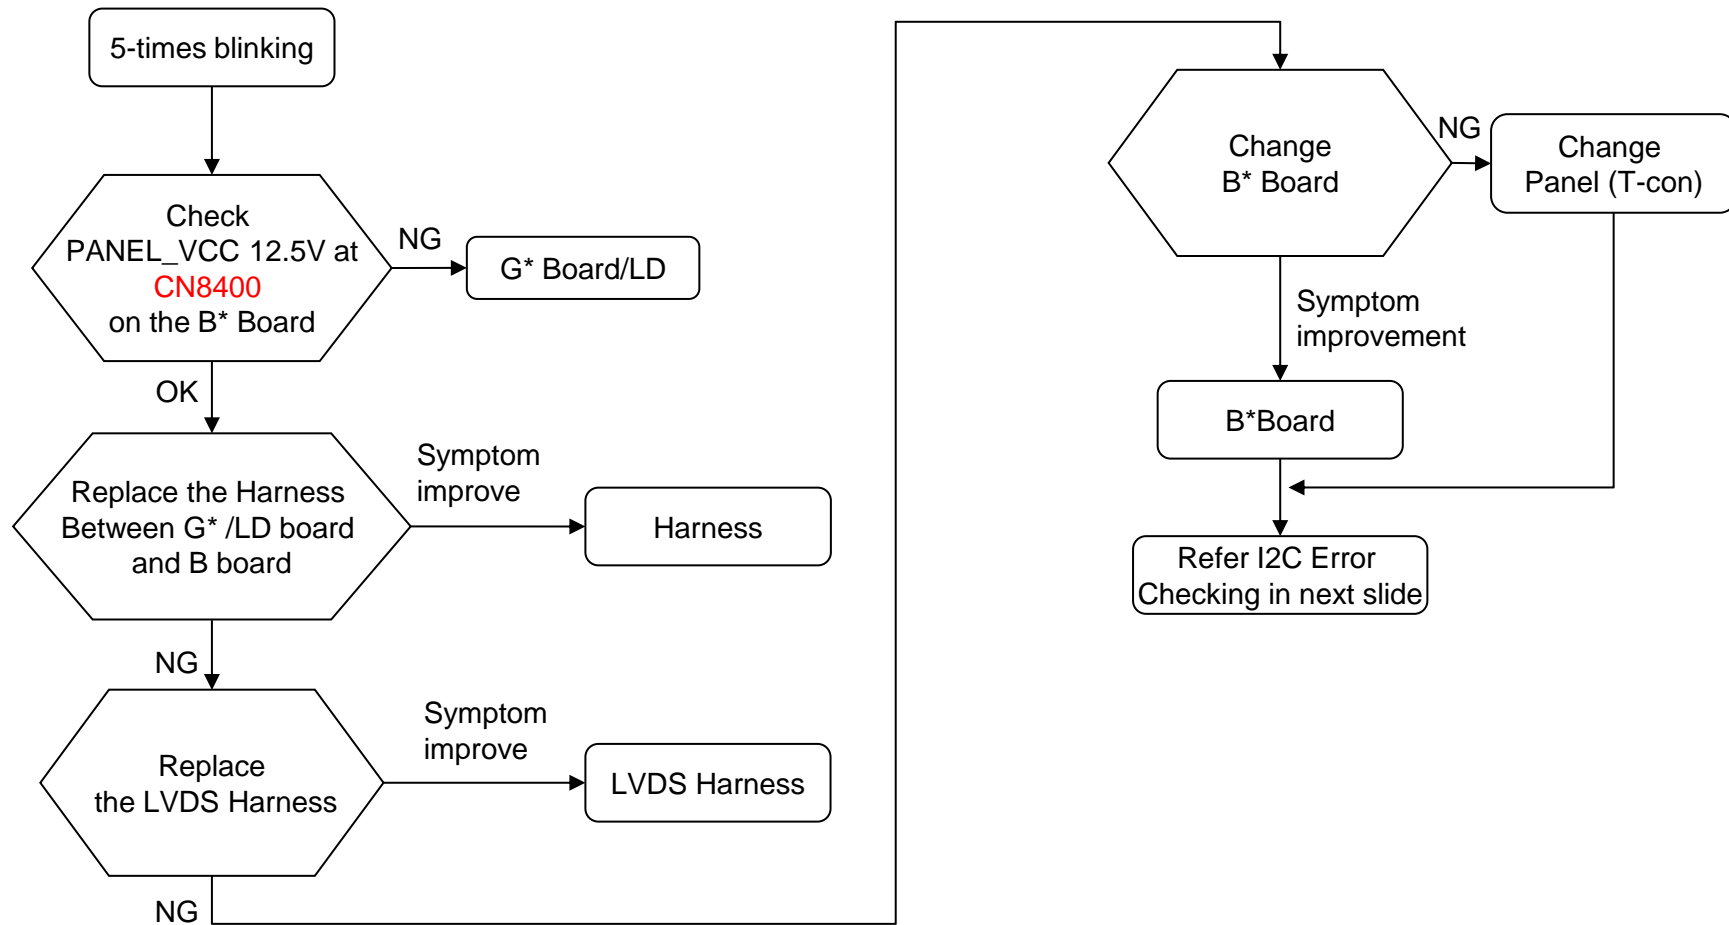 5-times blinking
Check
PANEL_VCC 12.5V at
CN8400
on the B* Board
NG
G* Board/LD
OK
Replace the Harness
Between G* /LD board
and B board
Symptom
improve
Harness
NG
Replace
the LVDS Harness
Symptom
improve
LVDS Harness
NG
Change
B* Board
NG
Change
Panel (T-con)
Symptom
improvement
B*Board
Refer I2C Error
Checking in next slide